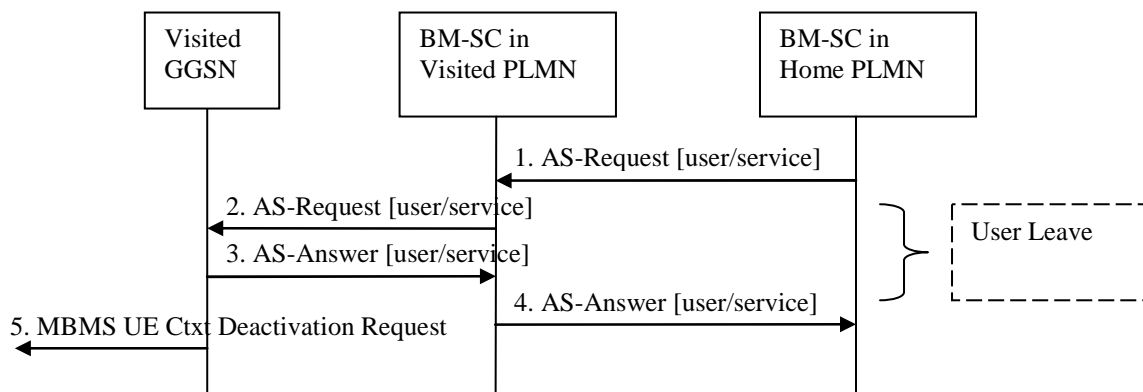 Visited
GGSN
BM-SC in
Visited PLMN
BM-SC in
Home PLMN
1. AS-Request [user/service]
2. AS-Request [user/service]
User Leave
3. AS-Answer [user/service]
4. AS-Answer [user/service]
5. MBMS UE Ctxt Deactivation Request